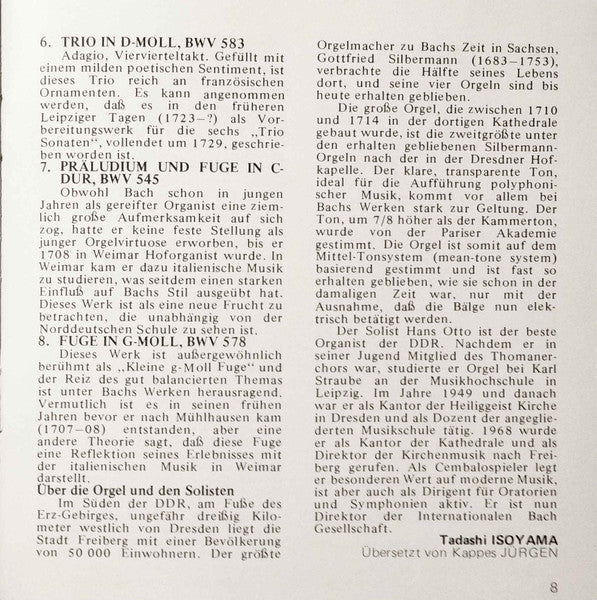 6. TRIO IN D-MOLL, BWV 583
Adagio, Viervierteltakt. Gefüllt mit
einem milden poetischen Sentiment, ist
dieses Trio reich an französischen
Ornamenten. Es kann angenommen
werden, daß es in den früheren
Leipziger Tagen (1723–?) als Vor-
bereitungswerk für die sechs „Trio
Sonaten“, vollendet um 1729, geschrie-
ben worden ist.
7. PRÄLUDIUM UND FUGE IN C-
DUR, BWV 545
Obwohl Bach schon in jungen
Jahren als gereifter Organist eine ziem-
lich große Aufmerksamkeit auf sich
zog, hatte er keine feste Stellung als
junger Orgelvirtuose erworben, bis er
1708 in Weimar Hoforganist wurde. In
Weimar kam er dazu italienische Musik
zu studieren, was seitdem einen starken
Einfluß auf Bachs Stil ausgeübt hat.
Dieses Werk ist als eine neue Frucht zu
betrachten, die unabhängig von der
Norddeutschen Schule zu sehen ist.
8. FUGE IN G-MOLL, BWV 578
Dieses Werk ist außergewöhnlich
berühmt als „Kleine g-Moll Fuge“ und
der Reiz des gut balancierten Themas
ist unter Bachs Werken herausragend.
Vermutlich ist es in seinen frühen
Jahren bevor er nach Mühlhausen kam
(1707–08) entstanden, aber eine
andere Theorie sagt, daß diese Fuge
eine Reflektion seines Erlebnisses mit
der italienischen Musik in Weimar
darstellt.
Über die Orgel und den Solisten
Im Süden der DDR, am Fuße des
Erz-Gebirges, ungefähr dreißig Kilo-
meter westlich von Dresden liegt die
Stadt Freiberg mit einer Bevölkerung
von 50 000 Einwohnern. Der größte
Orgelmacher zu Bachs Zeit in Sachsen,
Gottfried Silbermann (1683–1753),
verbrachte die Hälfte seines Lebens
dort, und seine vier Orgeln sind bis
heute erhalten geblieben.
Die große Orgel, die zwischen 1710
und 1714 in der dortigen Kathedrale
gebaut wurde, ist die zweitgrößte unter
den erhalten gebliebenen Silbermann-
Orgeln nach der in der Dresdner Hof-
kapelle. Der klare, transparente Ton,
ideal für die Aufführung polyphoni-
scher Musik, kommt vor allem bei
Bachs Werken stark zur Geltung. Der
Ton, um 7/8 höher als der Kammerton,
wurde von der Pariser Akademie
gestimmt. Die Orgel ist somit auf dem
Mittel-Tonsystem (mean-tone system)
basierend gestimmt und ist fast so
erhalten geblieben, wie sie schon in der
damaligen Zeit war, nur mit der
Ausnahme, daß die Bälge nun elek-
trisch betätigt werden.
Der Solist Hans Otto ist der beste
Organist der DDR. Nachdem er in
seiner Jugend Mitglied des Thomaner-
chors war, studierte er Orgel bei Karl
Straube an der Musikhochschule in
Leipzig. Im Jahre 1949 und danach
war er als Kantor der Heiliggeist Kirche
in Dresden und als Dozent der angeglie-
derten Musikschule tätig. 1968 wurde
er als Kantor der Kathedrale und als
Direktor der Kirchenmusik nach Frei-
berg gerufen. Als Cembalospieler legt
er besonderen Wert auf moderne Musik,
ist aber auch als Dirigent für Oratorien
und Symphonien aktiv. Er ist nun
Direktor der Internationalen Bach
Gesellschaft.
Tadashi ISOYAMA
Übersetzt von Kappes JÜRGEN
8